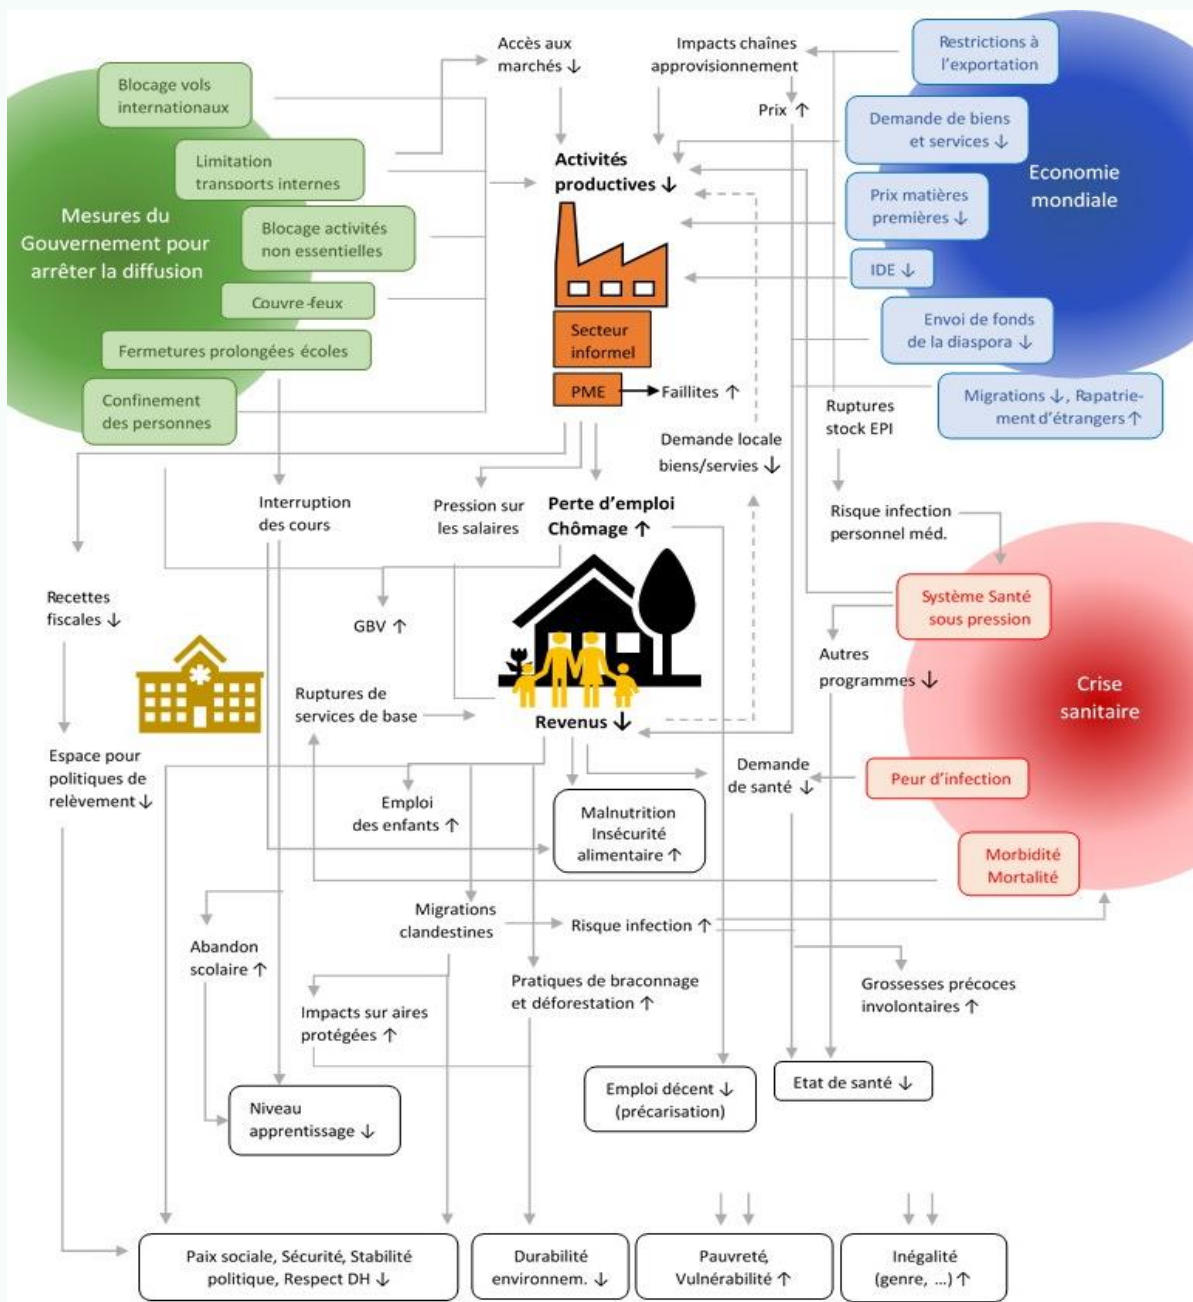 Accès aux
marchés ↓
Impacts chaînes
approvisionnement
Prix ↑
Restrictions à
l'exportation
Blocage vols
internationaux
Demande de biens
et services ↓
Limitation
transports internes
Activités
productives ↓
Economie
mondiale
Prix matières
premières ↓
Mesures du
Gouvernement pour
arrêter la diffusion
Blocage activités
non essentielles
IDE ↓
Couvre-feux
Envoi de fonds
de la diaspora ↓
Secteur
informel
Fermetures prolongées écoles
PME
Faillites ↑
Migrations ↓, Rapatrie-
ment d'étrangers ↑
Confinement
des personnes
Ruptures
stock EPI
Demande locale
biens/servies ↓
Interruption
des cours
Pression sur
les salaires
Perte d'emploi
Chômage ↑
Risque infection
personnel méd.
Recettes
fiscales ↓
GBV ↑
Système Santé
sous pression
Autres
programmes ↓
Crise
sanitaire
Ruptures de
services de base
Revenus ↓
Espace pour
politiques de
relèvement ↓
Demande
de santé ↓
Peur d'infection
Emploi
des enfants ↑
Malnutrition
Insécurité
alimentaire ↑
Morbidité
Mortalité
Migrations
clandestines
Risque infection ↑
Abandon
scolaire ↑
Pratiques de braconnage
et déforestation ↑
Grossesses précoces
involontaires ↑
Impacts sur aires
protégées ↑
Emploi décent ↓
(précarisation)
Etat de santé ↓
Niveau
apprentissage ↓
Paix sociale, Sécurité, Stabilité
politique, Respect DH ↓
Durabilité
environnem. ↓
Pauvreté,
Vulnérabilité ↑
Inégalité
(genre, ...) ↑